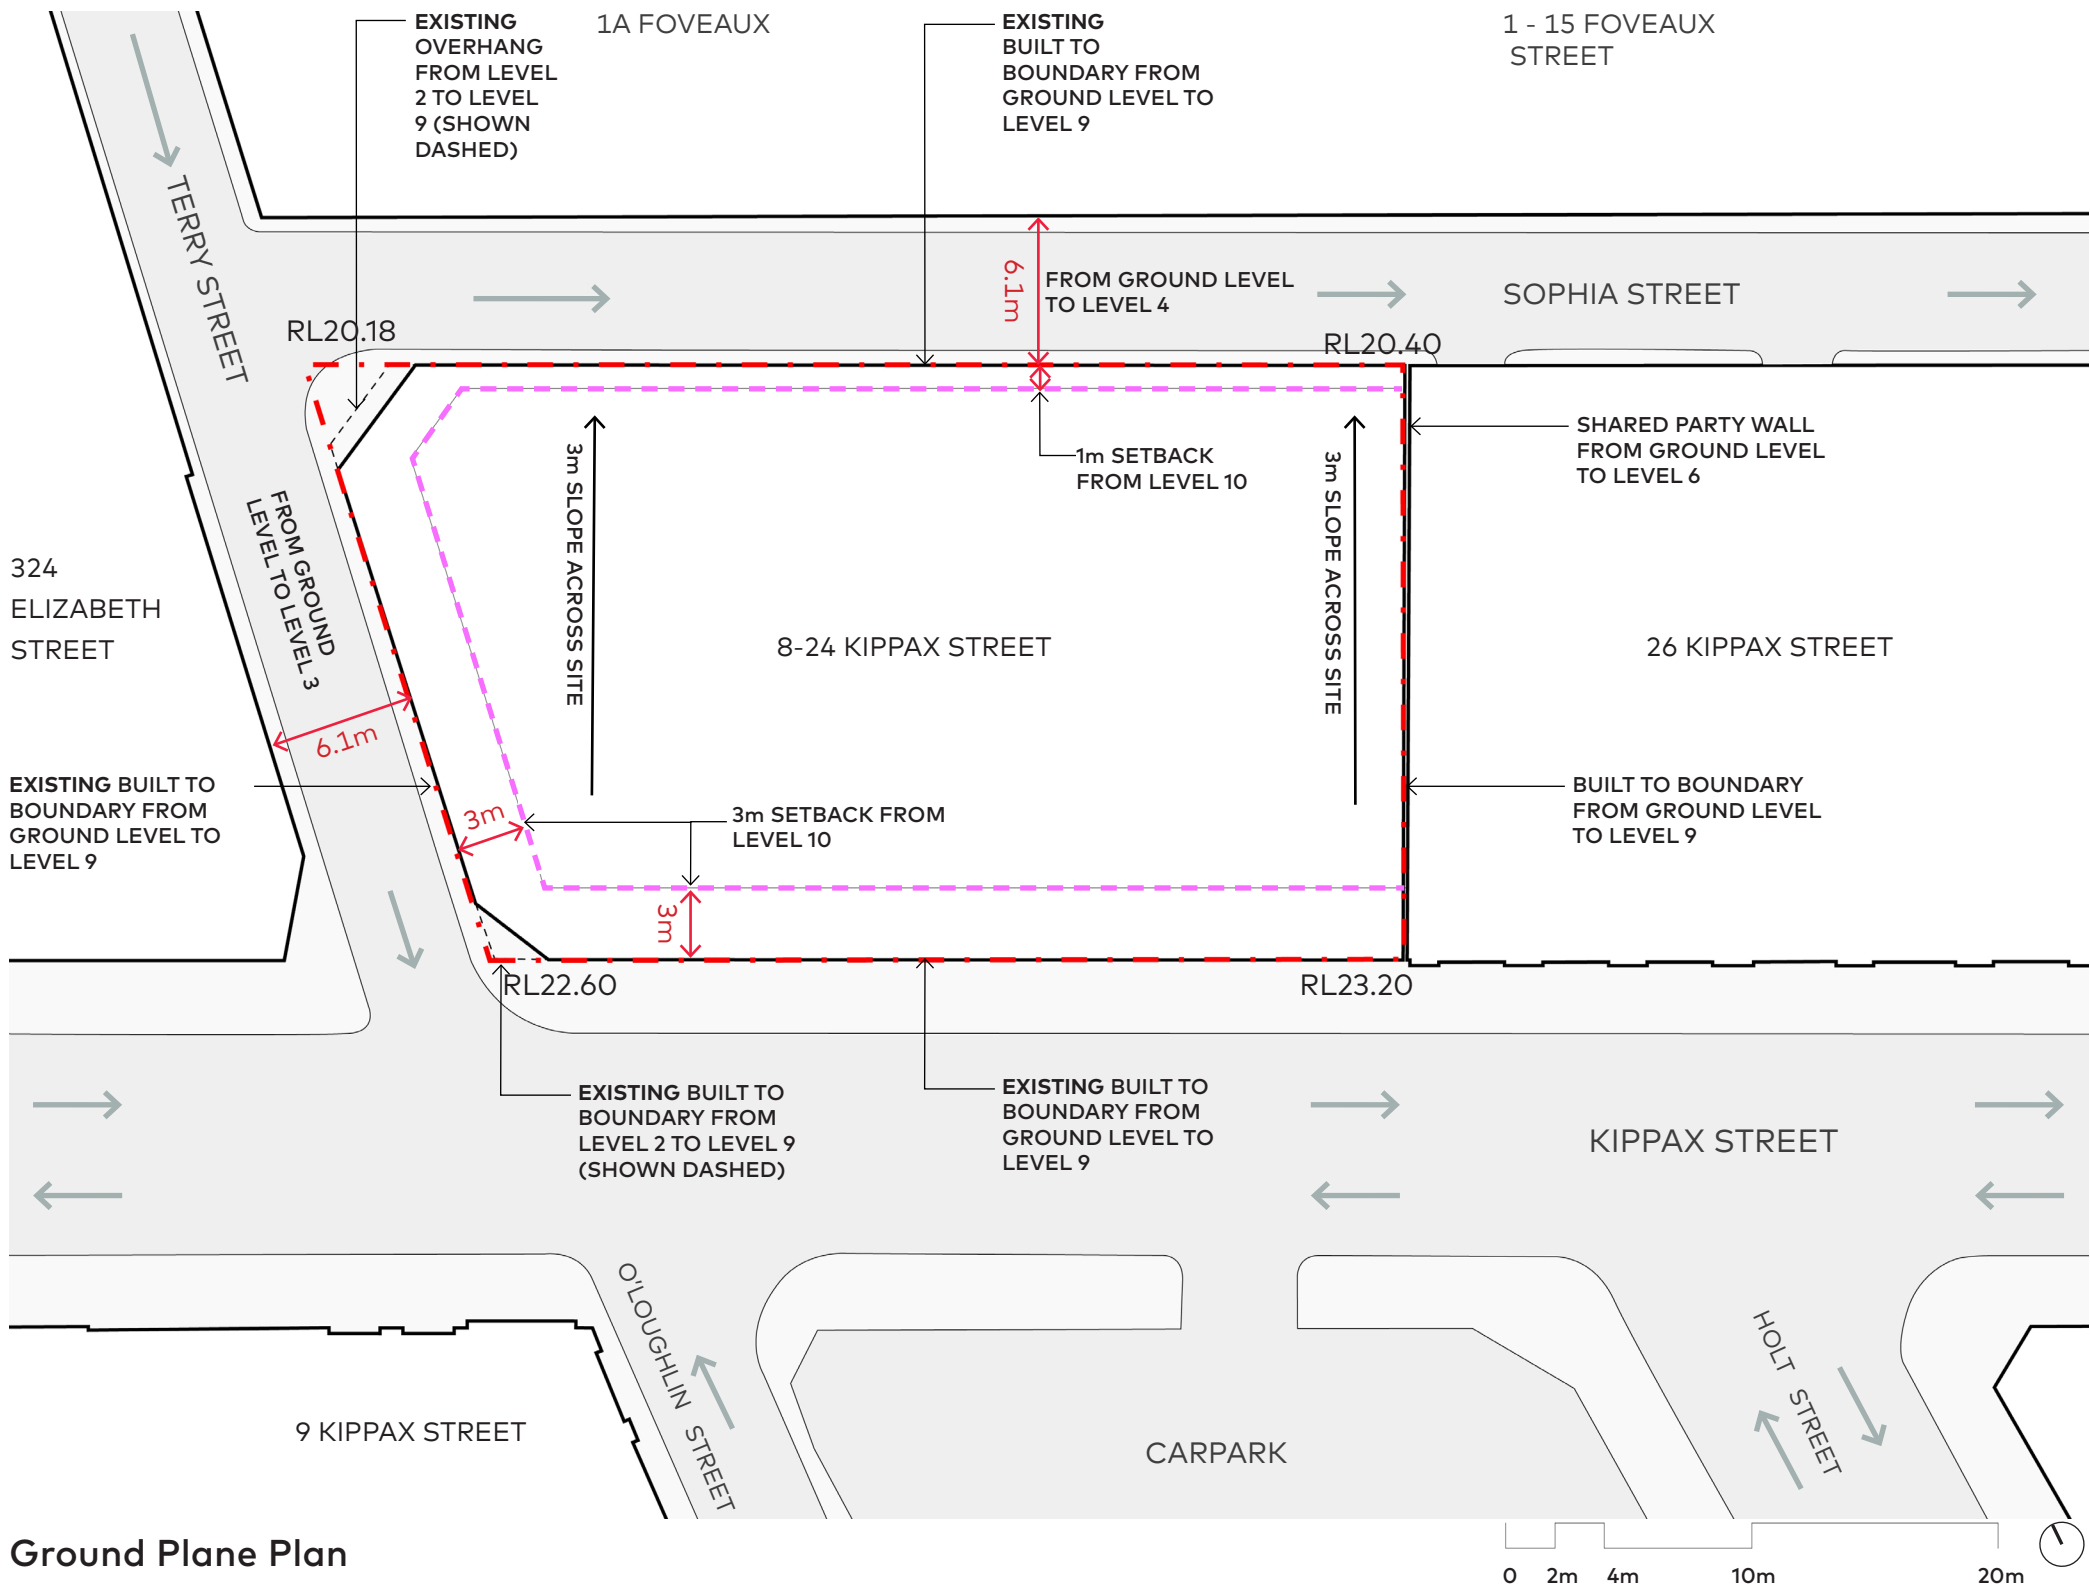 EXISTING
OVERHANG
FROM LEVEL
2 TO LEVEL
9 (SHOWN
DASHED)
1A FOVEAUX
EXISTING
BUILT TO
BOUNDARY FROM
GROUND LEVEL TO
LEVEL 9
1 - 15 FOVEAUX
STREET
TERRY STREET
6.1m
FROM GROUND LEVEL
TO LEVEL 4
SOPHIA STREET
RL20.18
RL20.40
3m SLOPE ACROSS SITE
1m SETBACK
FROM LEVEL 10
3m SLOPE ACROSS SITE
SHARED PARTY WALL
FROM GROUND LEVEL
TO LEVEL 6
324
ELIZABETH
STREET
FROM GROUND
LEVEL TO LEVEL 3
6.1m
8-24 KIPPAX STREET
26 KIPPAX STREET
EXISTING BUILT TO
BOUNDARY FROM
GROUND LEVEL TO
LEVEL 9
3m
3m SETBACK FROM
LEVEL 10
BUILT TO BOUNDARY
FROM GROUND LEVEL
TO LEVEL 9
3m
RL22.60
RL23.20
EXISTING BUILT TO
BOUNDARY FROM
LEVEL 2 TO LEVEL 9
(SHOWN DASHED)
EXISTING BUILT TO
BOUNDARY FROM
GROUND LEVEL TO
LEVEL 9
KIPPAX STREET
O'LOUGHLIN STREET
HOLT STREET
9 KIPPAX STREET
CARPARK
Ground Plane Plan
0 2m 4m 10m 20m